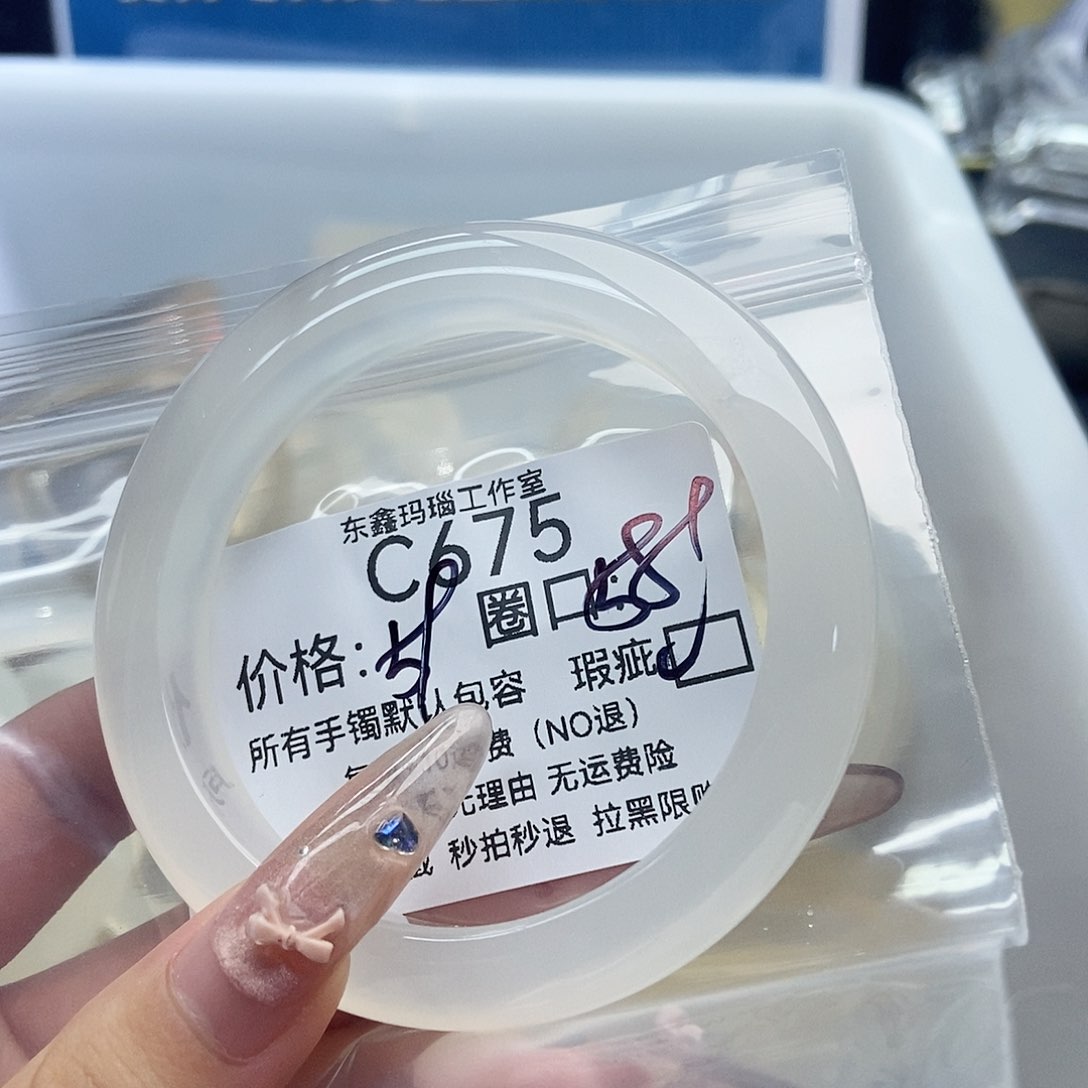 东鑫玛瑙工作室
C675
圈口:58
价格:
瑕疵
所有手镯默认包容
费(NO退)
理由 无运费险
秒拍秒退 拉黑限